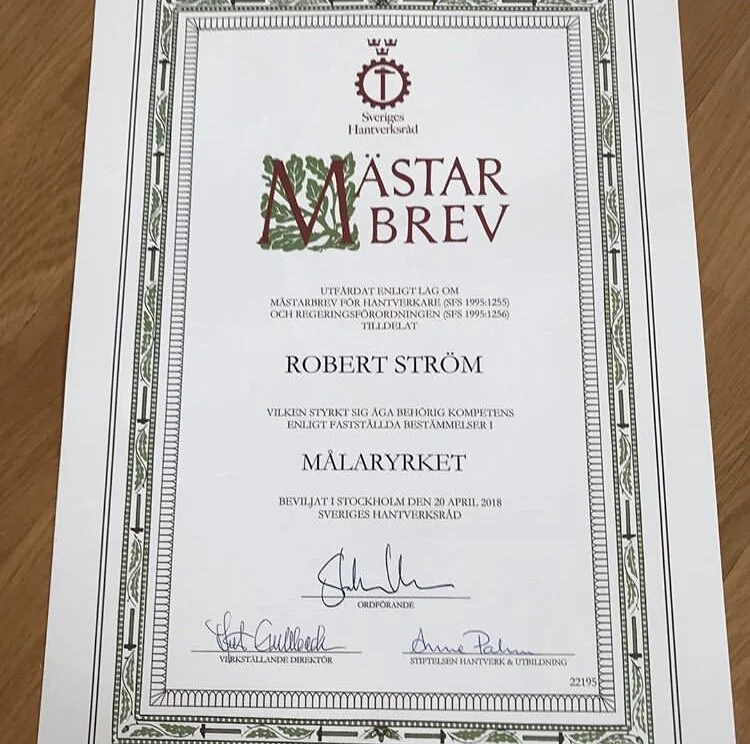 Sveriges
Hantverksråd
MÄSTAR
BREV
UTFÄRDAT ENLIGT LAG OM
MÄSTARBREV FÖR HANTVERKARE (SFS 1995:1255)
OCH REGERINGSFÖRORDNINGEN (SFS 1995:1256)
TILLDELAT
ROBERT STRÖM
VILKEN STYRKT SIG ÄGA BEHÖRIG KOMPETENS
ENLIGT FASTSTÄLLDA BESTÄMMELSER I
MÅLARYRKET
BEVILJAT I STOCKHOLM DEN 20 APRIL 2018
SVERIGES HANTVERKSRÅD
ORDFÖRANDE
VERKSTÄLLANDE DIREKTÖR
STIFTELSEN HANTVERK & UTBILDNING
22195